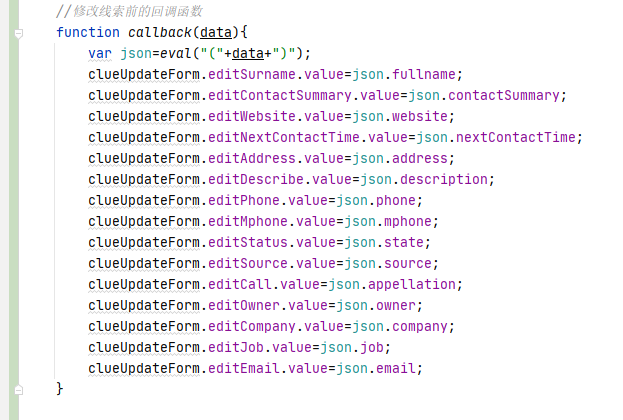 //修改线索前的回调函数
function callback(data){
var json=eval("("+data+")");
clueUpdateForm.editSurname.value=json.fullname;
clueUpdateForm.editContactSummary.value=json.contactSummary;
clueUpdateForm.editWebsite.value=json.website;
clueUpdateForm.editNextContactTime.value=json.nextContactTime;
clueUpdateForm.editAddress.value=json.address;
clueUpdateForm.editDescribe.value=json.description;
clueUpdateForm.editPhone.value=json.phone;
clueUpdateForm.editMphone.value=json.mphone;
clueUpdateForm.editStatus.value=json.state;
clueUpdateForm.editSource.value=json.source;
clueUpdateForm.editCall.value=json.appellation;
clueUpdateForm.editOwner.value=json.owner;
clueUpdateForm.editCompany.value=json.company;
clueUpdateForm.editJob.value=json.job;
clueUpdateForm.editEmail.value=json.email;
}